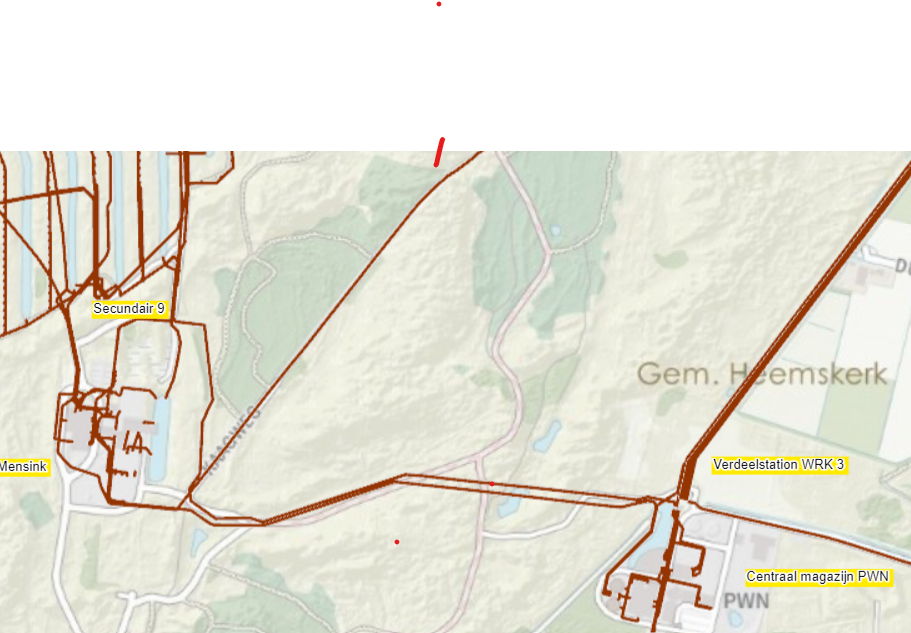 Secundair 9
Gem. Heemskerk
Mensink
Verdeelstation WRK 3
Centraal magazijn PWN
PWN